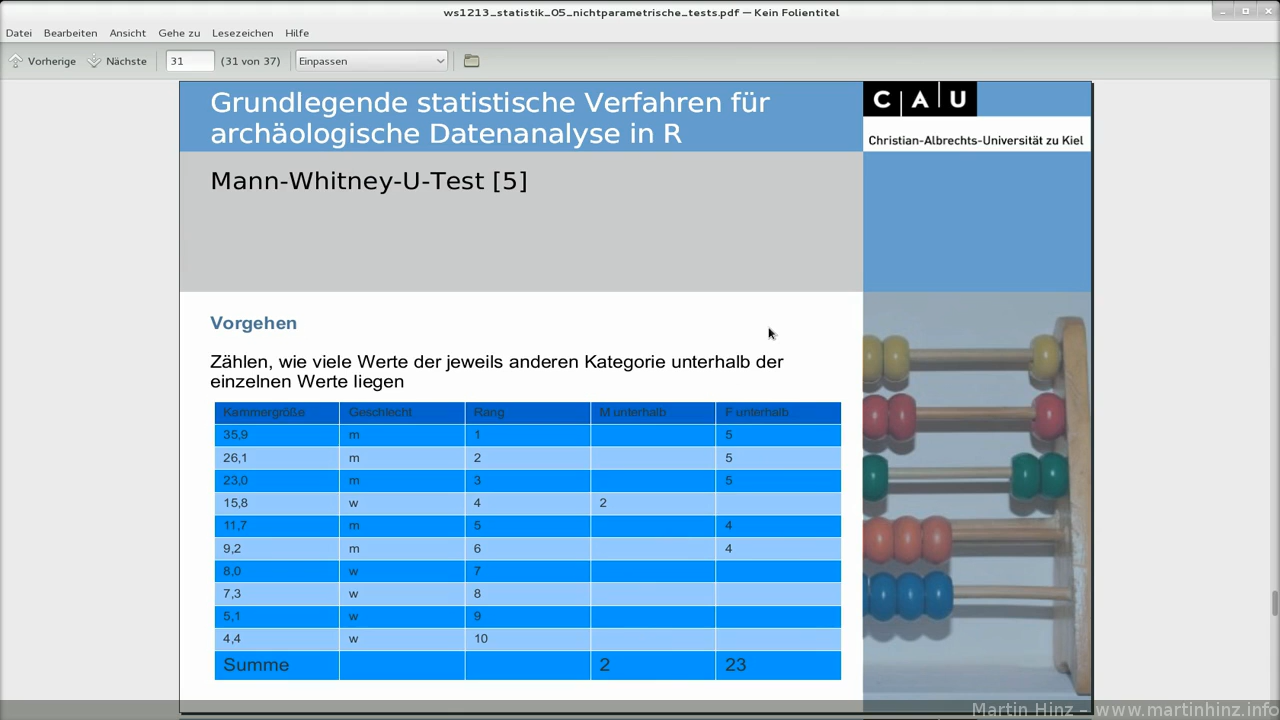 ws1213_statistik_05_nichtparametrische_tests.pdf — Kein Folientitel
Datei Bearbeiten Ansicht Gehe zu Lesezeichen Hilfe
Vorherige Nächste 31 (31 von 37) Einpassen
Grundlegende statistische Verfahren für
archäologische Datenanalyse in R
C A U
Christian-Albrechts-Universität zu Kiel
Mann-Whitney-U-Test [5]
Vorgehen
Zählen, wie viele Werte der jeweils anderen Kategorie unterhalb der
einzelnen Werte liegen
Kammergröße Geschlecht Rang M unterhalb F unterhalb
35,9 m 1 5
26,1 m 2 5
23,0 m 3 5
15,8 w 4 2
11,7 m 5 4
9,2 m 6 4
8,0 w 7
7,3 w 8
5,1 w 9
4,4 w 10
Summe 2 23
Martin Hinz – www.martinhinz.info